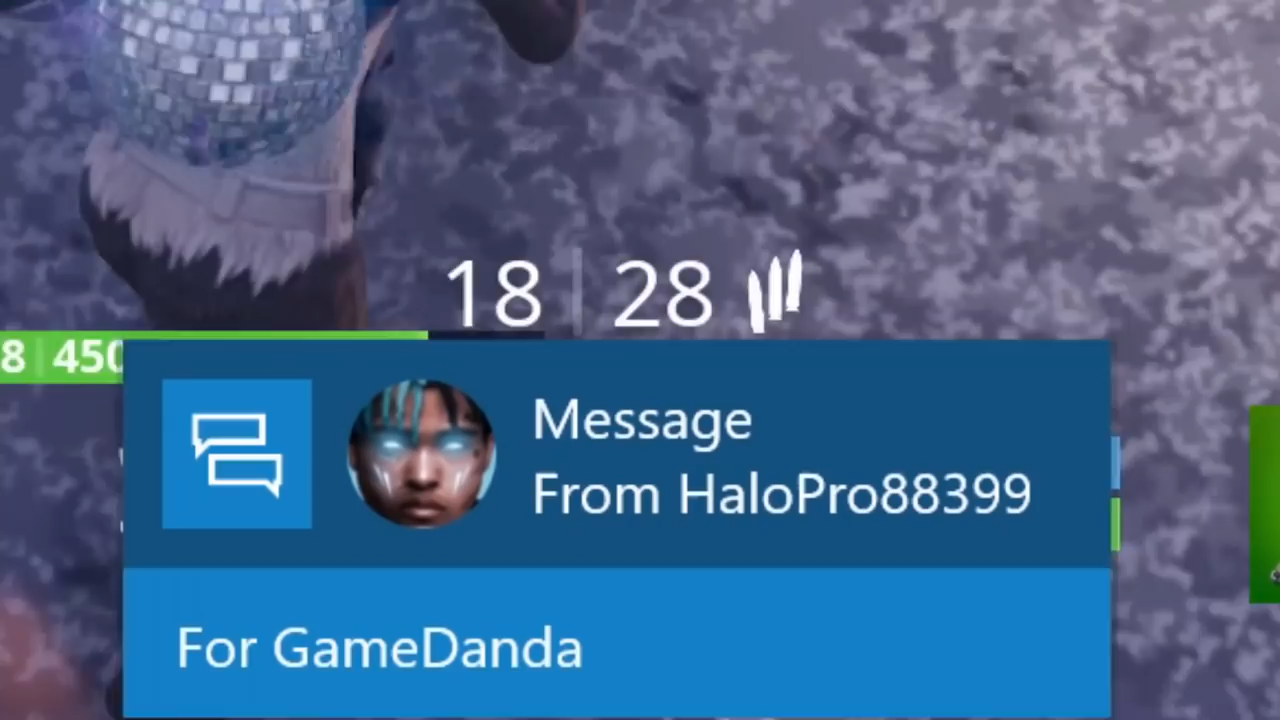 18 | 28
8 | 450
Message
From HaloPro88399
For GameDanda